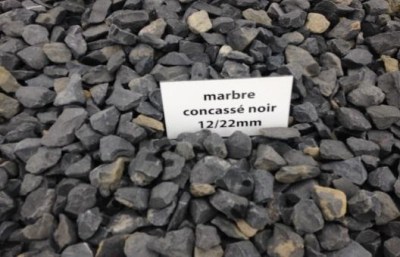 marbre
concassé noir
12/22mm